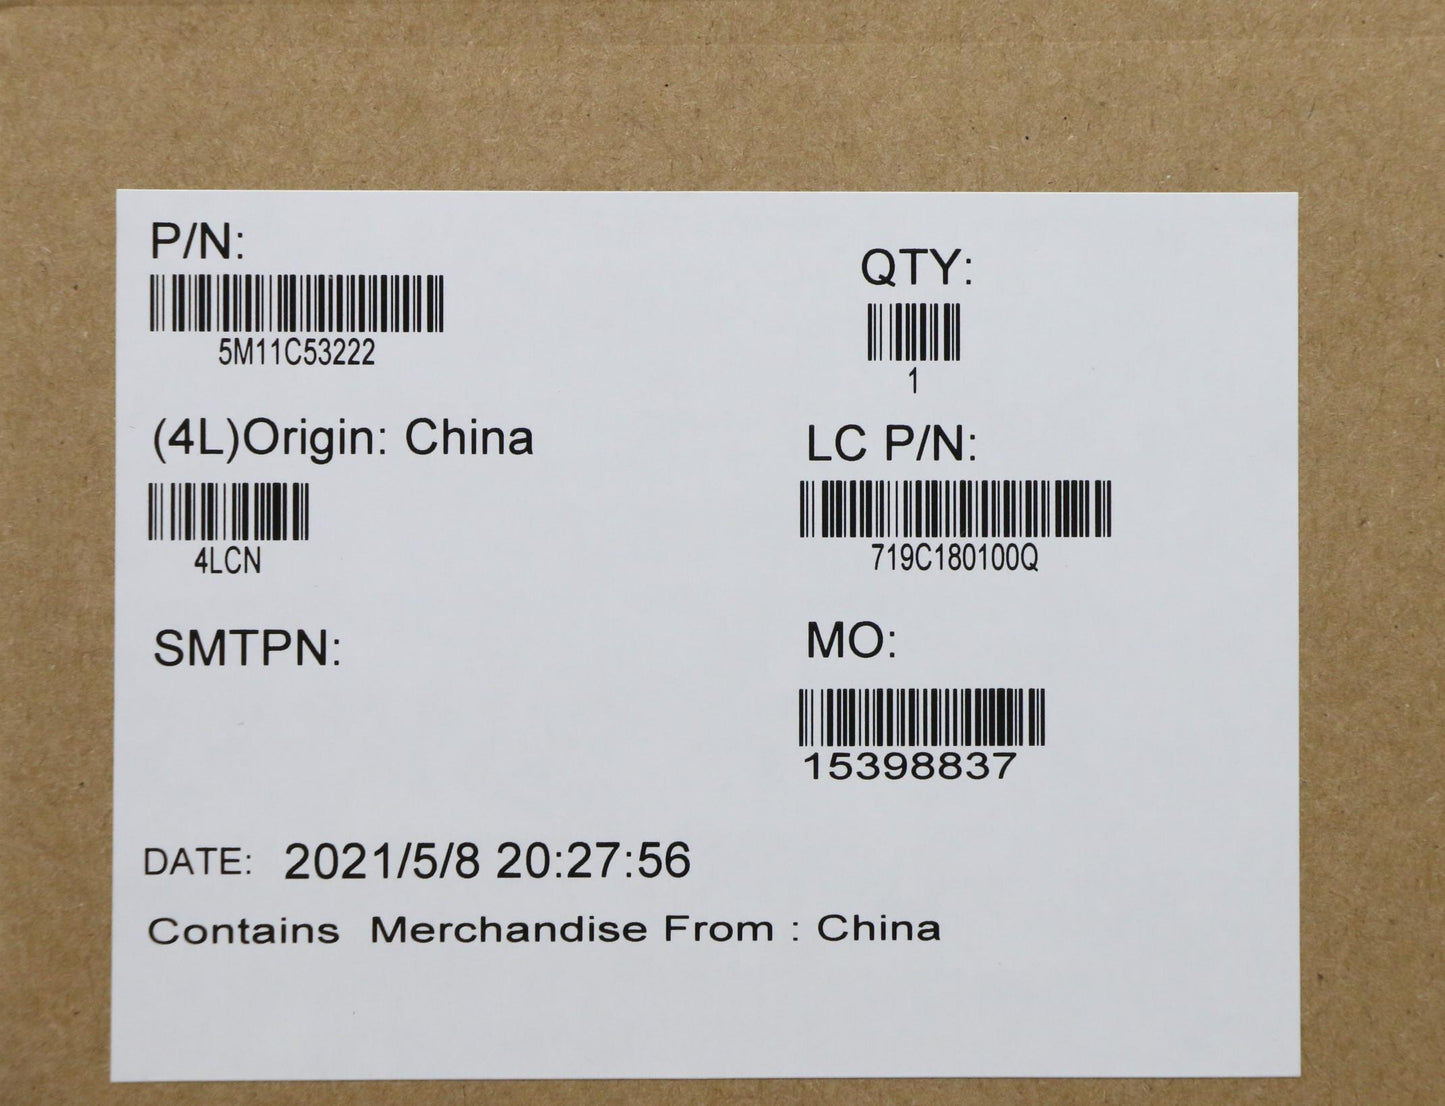 P/N:
5M11C53222
QTY:
1
(4L)Origin: China
4LCN
LC P/N:
719C180100Q
SMTPN:
MO:
15398837
DATE: 2021/5/8 20:27:56
Contains Merchandise From : China